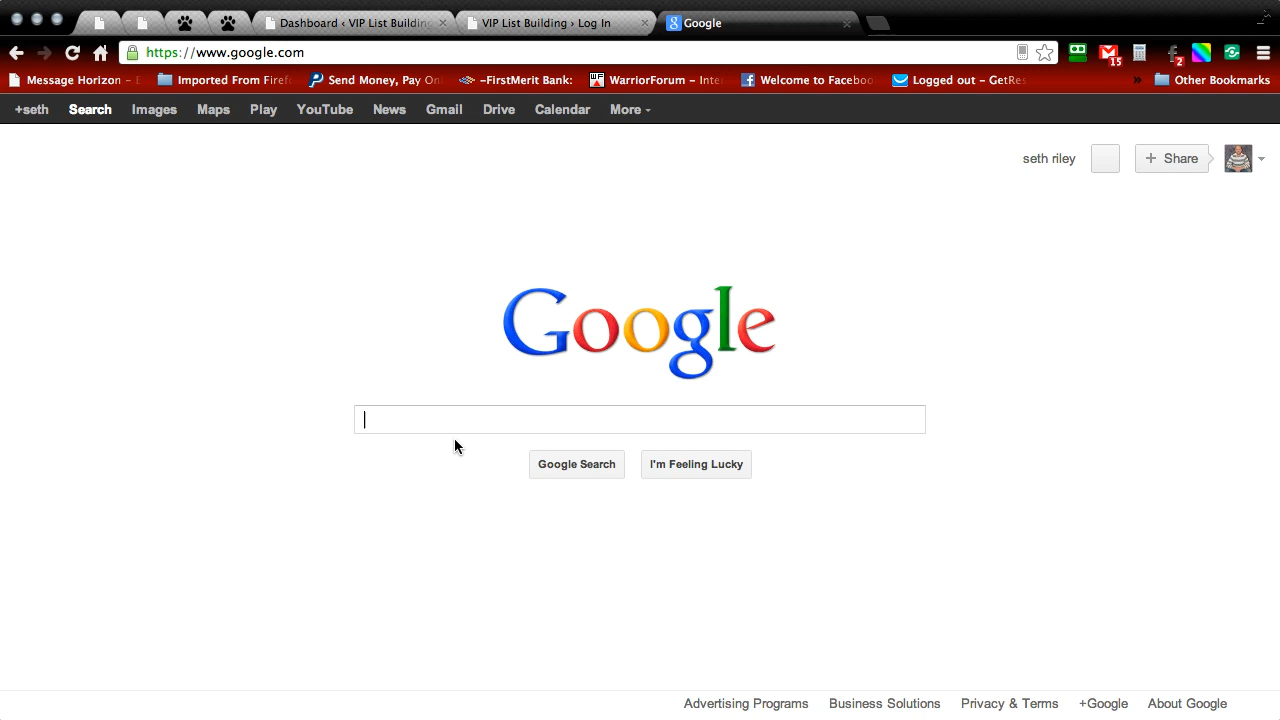 Dashboard ‹ VIP List Building
VIP List Building › Log In
Google
https://www.google.com
15
2
Message Horizon –
Imported From Firef
Send Money, Pay On
–FirstMerit Bank:
WarriorForum – Inte
Welcome to Faceboo
Logged out – GetRes
»
Other Bookmarks
+seth
Search
Images
Maps
Play
YouTube
News
Gmail
Drive
Calendar
More
seth riley
+ Share
Google
Google Search
I'm Feeling Lucky
Advertising Programs
Business Solutions
Privacy & Terms
+Google
About Google